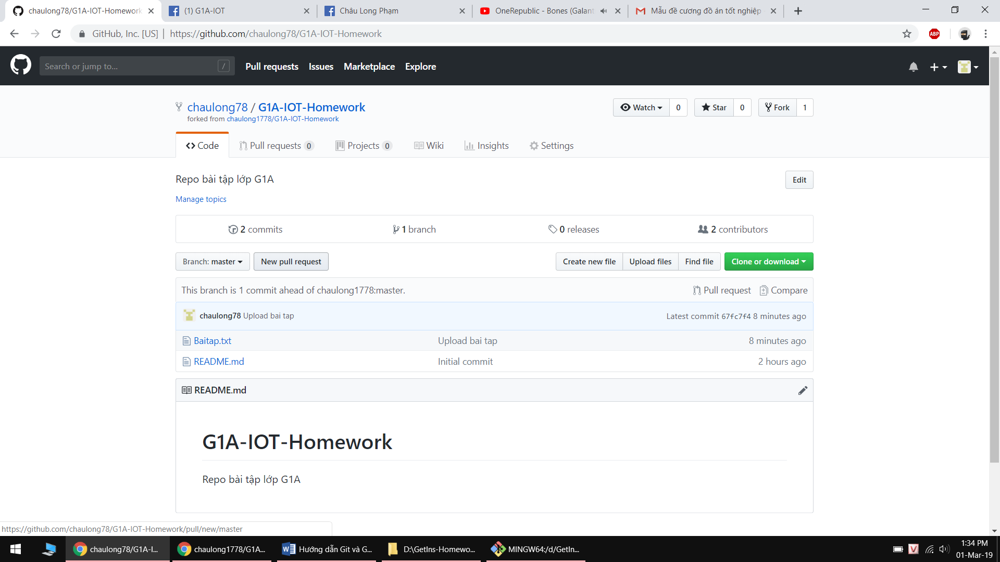 chaulong78/G1A-IOT-Homework
(1) G1A-IOT
Châu Long Phạm
OneRepublic - Bones (Galant
Mẫu đề cương đồ án tốt nghiệp
GitHub, Inc. [US] | https://github.com/chaulong78/G1A-IOT-Homework
ABP
Search or jump to... /
Pull requests Issues Marketplace Explore
chaulong78 / G1A-IOT-Homework
forked from chaulong1778/G1A-IOT-Homework
Watch 0 Star 0 Fork 1
Code Pull requests 0 Projects 0 Wiki Insights Settings
Repo bài tập lớp G1A
Edit
Manage topics
2 commits 1 branch 0 releases 2 contributors
Branch: master New pull request Create new file Upload files Find file Clone or download
This branch is 1 commit ahead of chaulong1778:master. Pull request Compare
chaulong78 Upload bai tap Latest commit 67fc7f4 8 minutes ago
Baitap.txt Upload bai tap 8 minutes ago
README.md Initial commit 2 hours ago
README.md
G1A-IOT-Homework
Repo bài tập lớp G1A
https://github.com/chaulong78/G1A-IOT-Homework/pull/new/master
chaulong78/G1A-I...
chaulong1778/G1A...
Hướng dẫn Git và G...
D:\GetIns-Homewo...
MINGW64:/d/GetIn...
V
1:34 PM
01-Mar-19